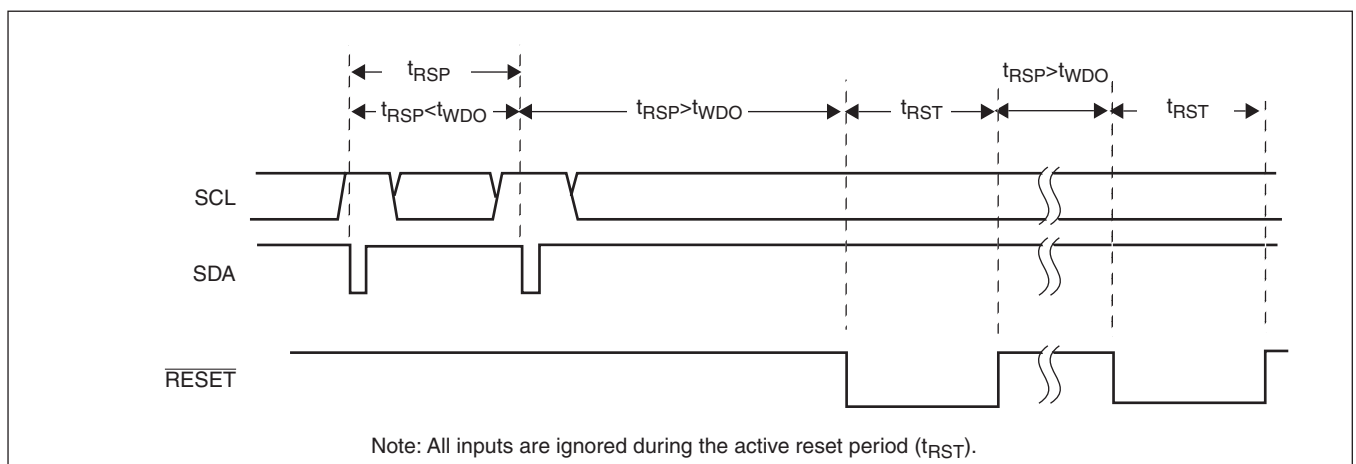 tRSP
tRSP>tWDO
tRSP<tWDO
tRSP>tWDO
tRST
tRST
SCL
SDA
RESET
Note: All inputs are ignored during the active reset period (tRST).